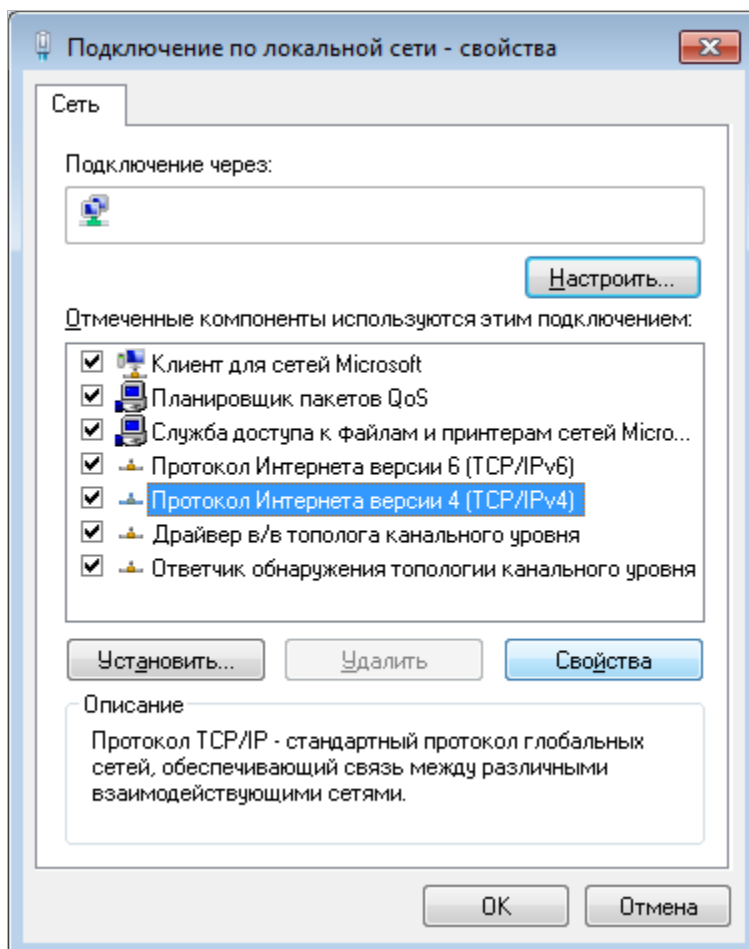 Подключение по локальной сети - свойства
Сеть
Подключение через:
Настроить...
Отмеченные компоненты используются этим подключением:
Клиент для сетей Microsoft
Планировщик пакетов QoS
Служба доступа к файлам и принтерам сетей Micro...
Протокол Интернета версии 6 (TCP/IPv6)
Протокол Интернета версии 4 (TCP/IPv4)
Драйвер в/в тополога канального уровня
Ответчик обнаружения топологии канального уровня
Установить...
Удалить
Свойства
Описание
Протокол TCP/IP - стандартный протокол глобальных
сетей, обеспечивающий связь между различными
взаимодействующими сетями.
OK
Отмена